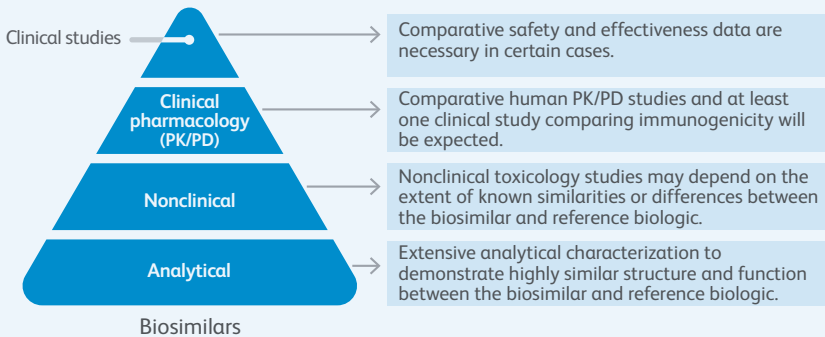 Clinical studies
Comparative safety and effectiveness data are
necessary in certain cases.
Clinical
pharmacology
(PK/PD)
Comparative human PK/PD studies and at least
one clinical study comparing immunogenicity will
be expected.
Nonclinical
Nonclinical toxicology studies may depend on the
extent of known similarities or differences between
the biosimilar and reference biologic.
Analytical
Extensive analytical characterization to
demonstrate highly similar structure and function
between the biosimilar and reference biologic.
Biosimilars